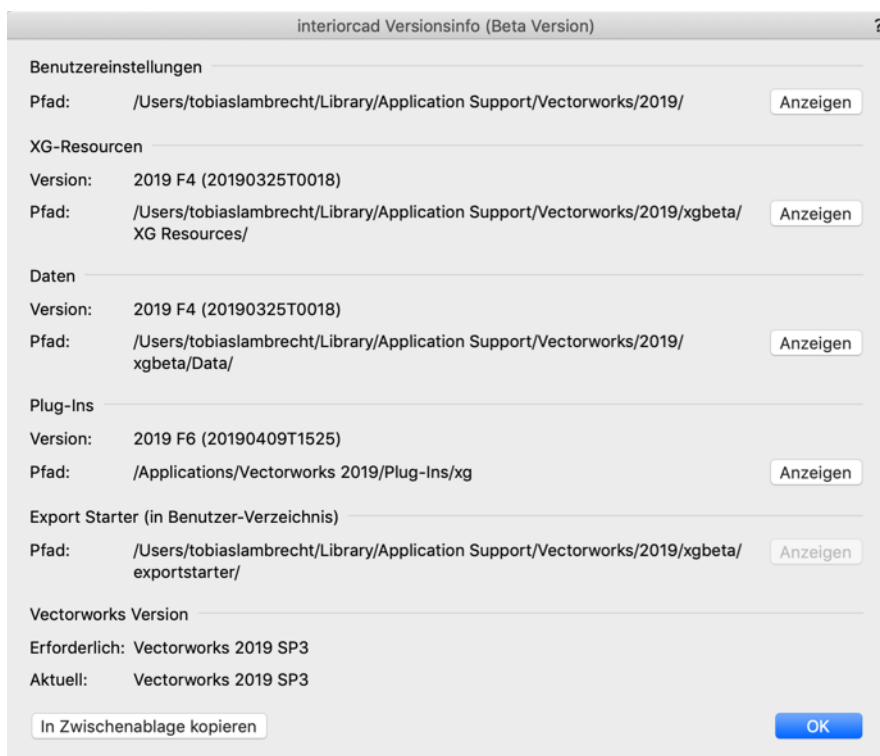 interiorcad Versionsinfo (Beta Version)
?
Benutzereinstellungen
Pfad: /Users/tobiaslambrecht/Library/Application Support/Vectorworks/2019/ Anzeigen
XG-Resourcen
Version: 2019 F4 (20190325T0018)
Pfad: /Users/tobiaslambrecht/Library/Application Support/Vectorworks/2019/xgbeta/ Anzeigen
XG Resources/
Daten
Version: 2019 F4 (20190325T0018)
Pfad: /Users/tobiaslambrecht/Library/Application Support/Vectorworks/2019/ Anzeigen
xgbeta/Data/
Plug-Ins
Version: 2019 F6 (20190409T1525)
Pfad: /Applications/Vectorworks 2019/Plug-Ins/xg Anzeigen
Export Starter (in Benutzer-Verzeichnis)
Pfad: /Users/tobiaslambrecht/Library/Application Support/Vectorworks/2019/xgbeta/ Anzeigen
exportstarter/
Vectorworks Version
Erforderlich: Vectorworks 2019 SP3
Aktuell: Vectorworks 2019 SP3
In Zwischenablage kopieren OK